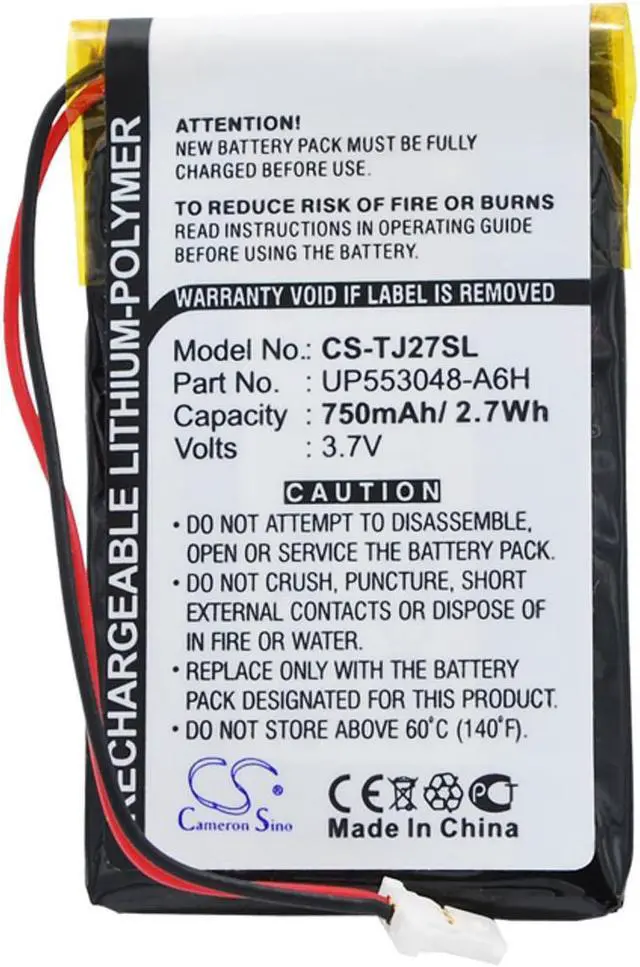 RECHARGEABLE LITHIUM-POLYMER
ATTENTION!
NEW BATTERY PACK MUST BE FULLY
CHARGED BEFORE USE.
TO REDUCE RISK OF FIRE OR BURNS
READ INSTRUCTIONS IN OPERATING GUIDE
BEFORE USING THE BATTERY.
WARRANTY VOID IF LABEL IS REMOVED
Model No.: CS-TJ27SL
Part No. : UP553048-A6H
Capacity : 750mAh/ 2.7Wh
Volts : 3.7V
CAUTION
• DO NOT ATTEMPT TO DISASSEMBLE,
OPEN OR SERVICE THE BATTERY PACK.
• DO NOT CRUSH, PUNCTURE, SHORT
EXTERNAL CONTACTS OR DISPOSE OF
IN FIRE OR WATER.
• REPLACE ONLY WITH THE BATTERY
PACK DESIGNATED FOR THIS PRODUCT.
• DO NOT STORE ABOVE 60°C (140°F).
CS
Cameron Sino
CE
Made In China